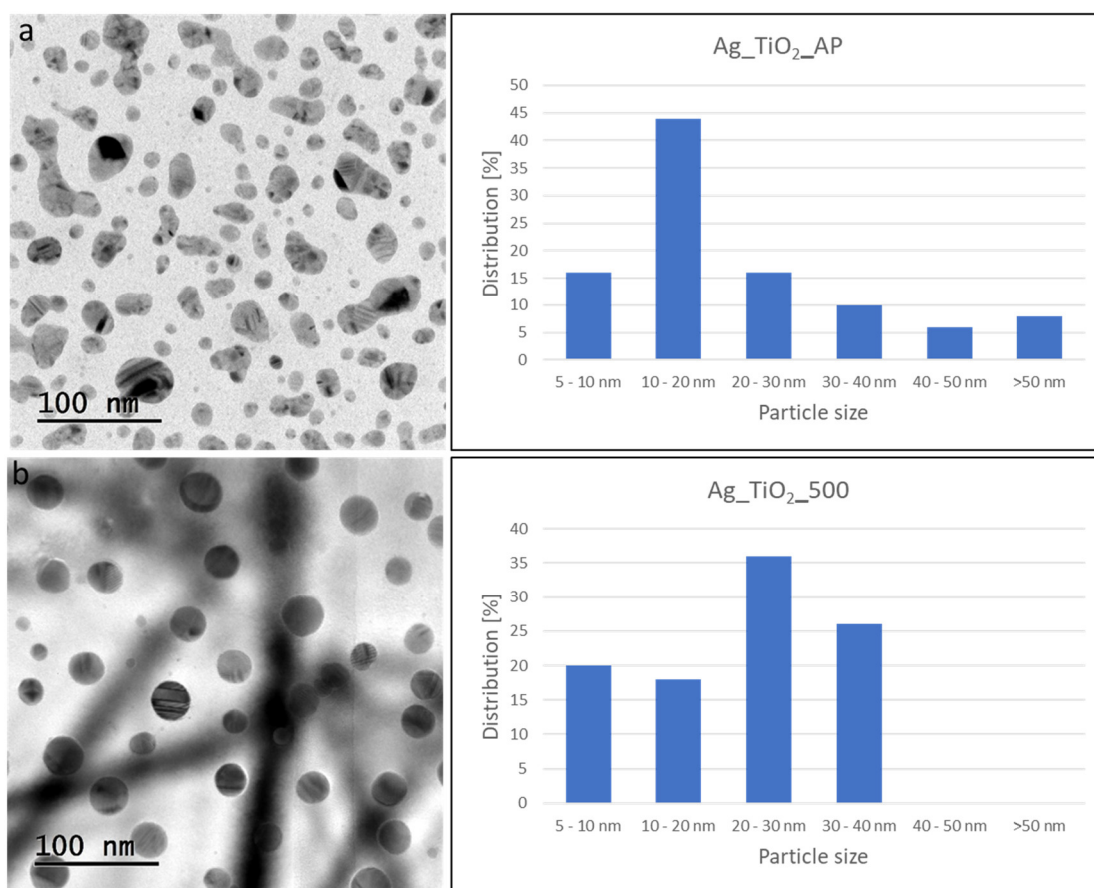 a
100 nm
Ag_TiO₂_AP
Distribution [%]
50
45
40
35
30
25
20
15
10
5
0
5 - 10 nm 10 - 20 nm 20 - 30 nm 30 - 40 nm 40 - 50 nm >50 nm
Particle size
b
100 nm
Ag_TiO₂_500
Distribution [%]
40
35
30
25
20
15
10
5
0
5 - 10 nm 10 - 20 nm 20 - 30 nm 30 - 40 nm 40 - 50 nm >50 nm
Particle size